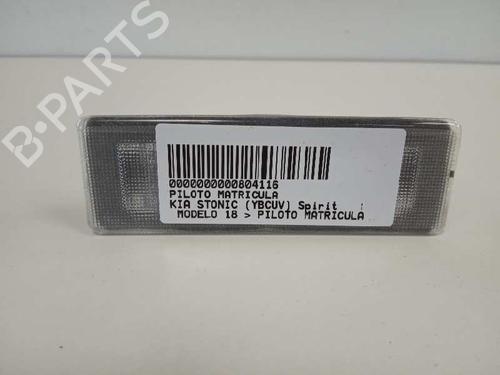 B-PARTS
0000000000804116
PILOTO MATRICULA
KIA STONIC (YBCUV) Spirit
MODELO 18 > PILOTO MATRICULA